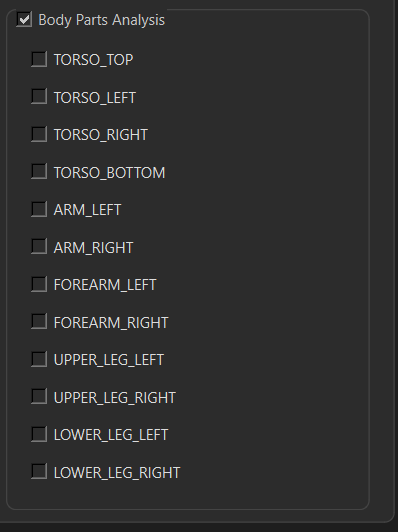 Body Parts Analysis
TORSO_TOP
TORSO_LEFT
TORSO_RIGHT
TORSO_BOTTOM
ARM_LEFT
ARM_RIGHT
FOREARM_LEFT
FOREARM_RIGHT
UPPER_LEG_LEFT
UPPER_LEG_RIGHT
LOWER_LEG_LEFT
LOWER_LEG_RIGHT